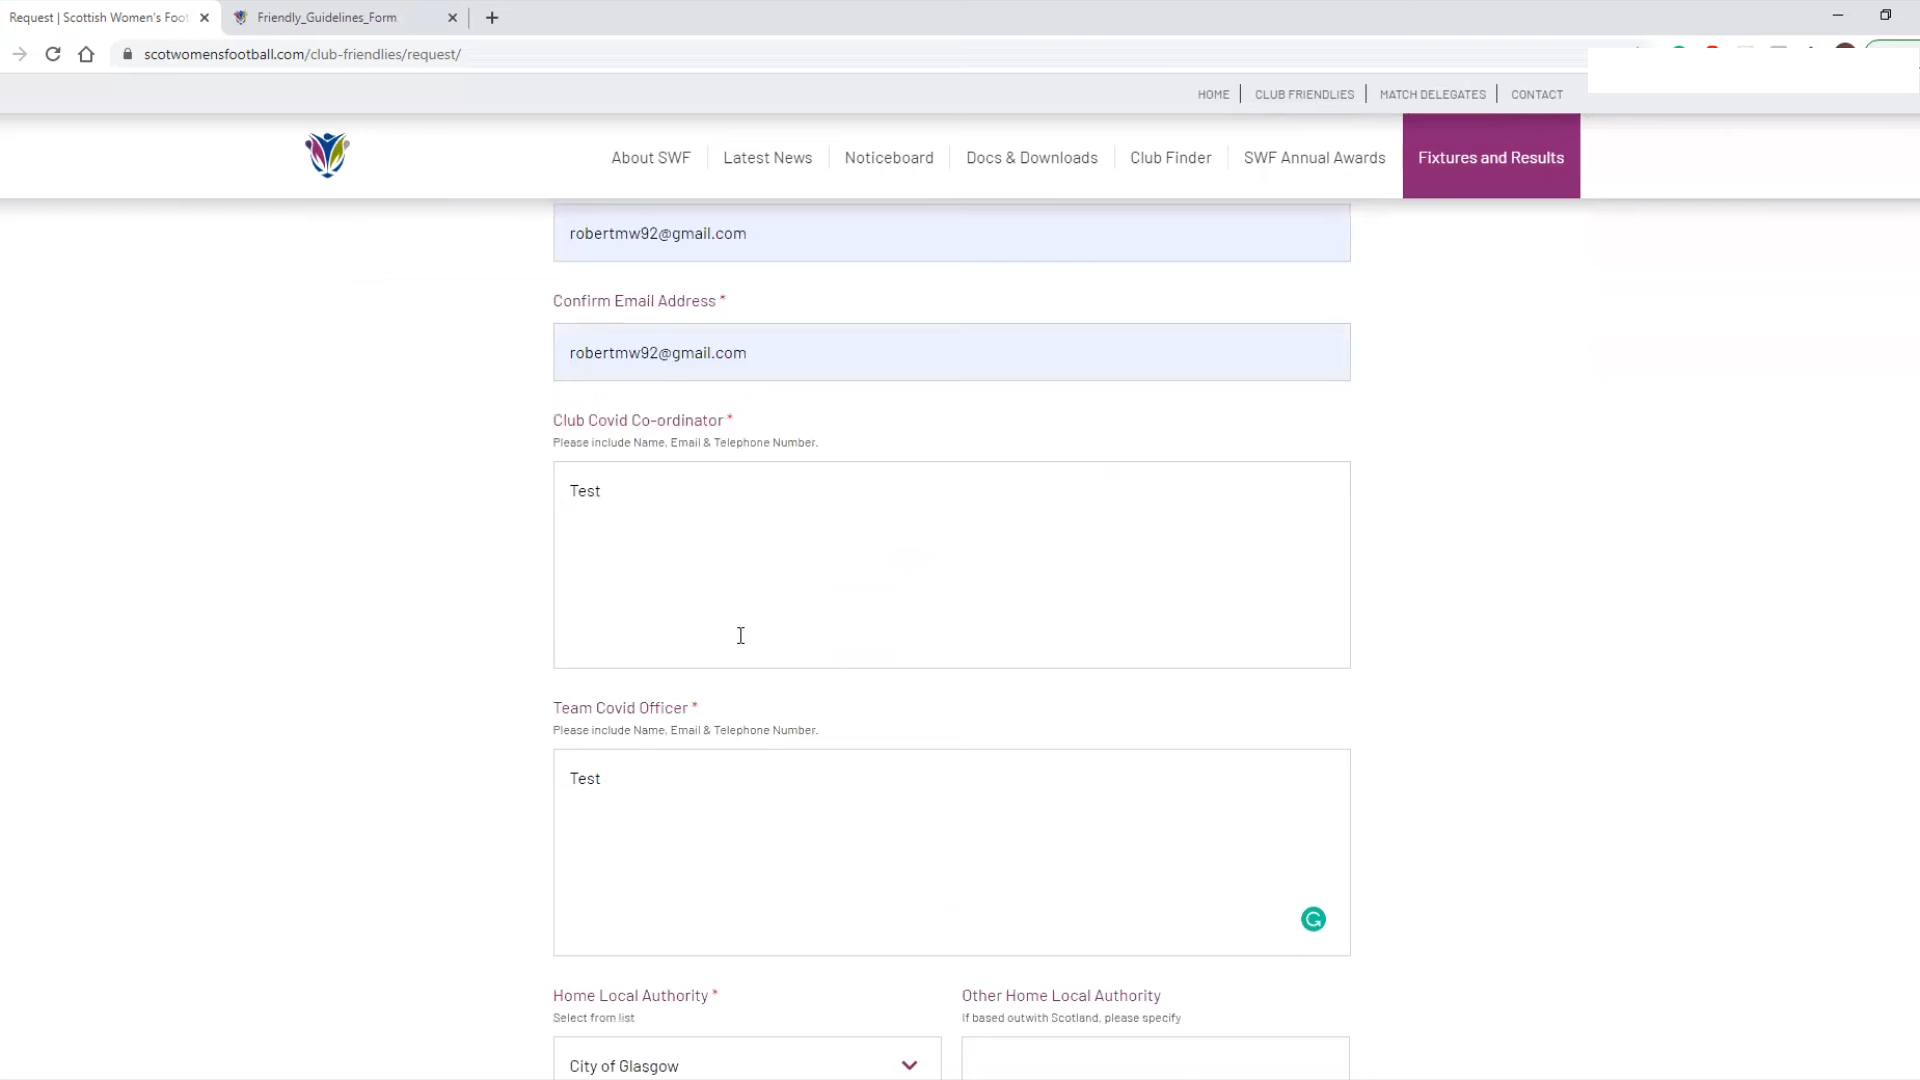 Request | Scottish Women's Foot
Friendly_Guidelines_Form
scotwomensfootball.com/club-friendlies/request/
HOME CLUB FRIENDLIES MATCH DELEGATES CONTACT
About SWF Latest News Noticeboard Docs & Downloads Club Finder SWF Annual Awards Fixtures and Results
robertmw92@gmail.com
Confirm Email Address *
robertmw92@gmail.com
Club Covid Co-ordinator *
Please include Name, Email & Telephone Number.
Test
Team Covid Officer *
Please include Name, Email & Telephone Number.
Test
Home Local Authority * Other Home Local Authority
Select from list If based outwith Scotland, please specify
City of Glasgow